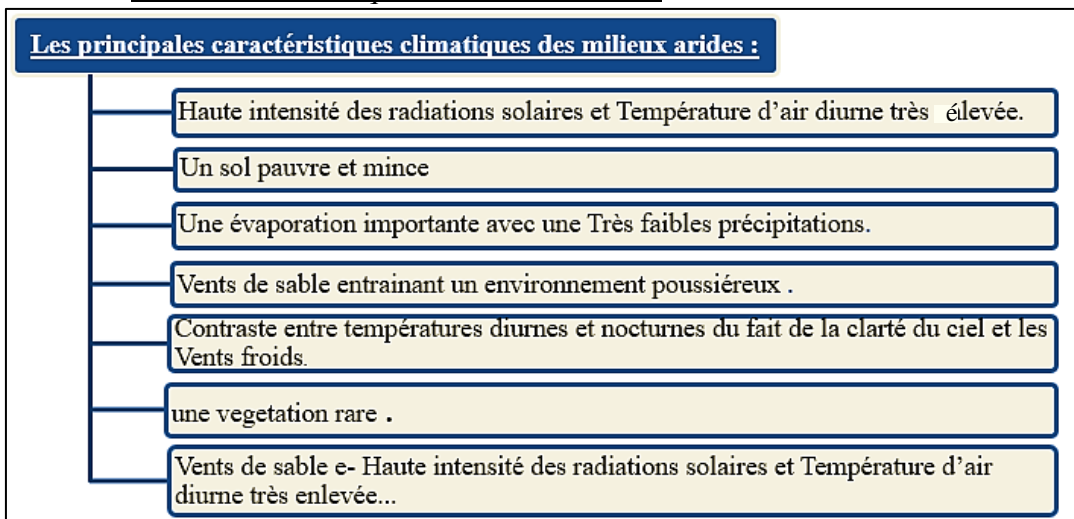 Les principales caractéristiques climatiques des milieux arides :
Haute intensité des radiations solaires et Température d’air diurne très élevée.
Un sol pauvre et mince
Une évaporation importante avec une Très faibles précipitations.
Vents de sable entrainant un environnement poussiéreux .
Contraste entre températures diurnes et nocturnes du fait de la clarté du ciel et les
Vents froids.
une vegetation rare .
Vents de sable e- Haute intensité des radiations solaires et Température d’air
diurne très enlevée...